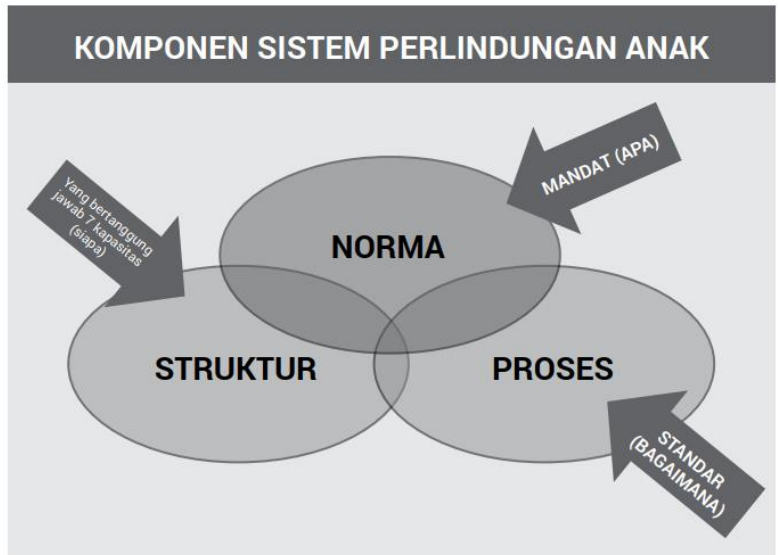 KOMPONEN SISTEM PERLINDUNGAN ANAK
Yang bertanggung
jawab 7 kapasitas
(siapa)
MANDAT (APA)
NORMA
STRUKTUR
PROSES
STANDAR
(BAGAIMANA)